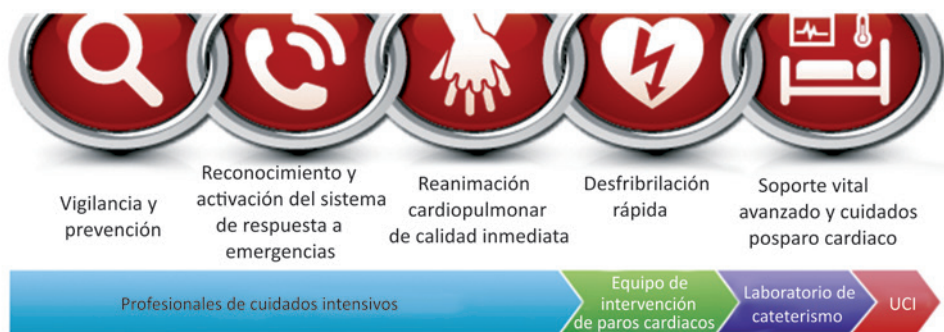 Vigilancia y
prevención
Reconocimiento y
activación del sistema
de respuesta a
emergencias
Reanimación
cardiopulmonar
de calidad inmediata
Desfribrilación
rápida
Soporte vital
avanzado y cuidados
posparo cardiaco
Profesionales de cuidados intensivos
Equipo de
intervención
de paros cardiacos
Laboratorio de
cateterismo
UCI